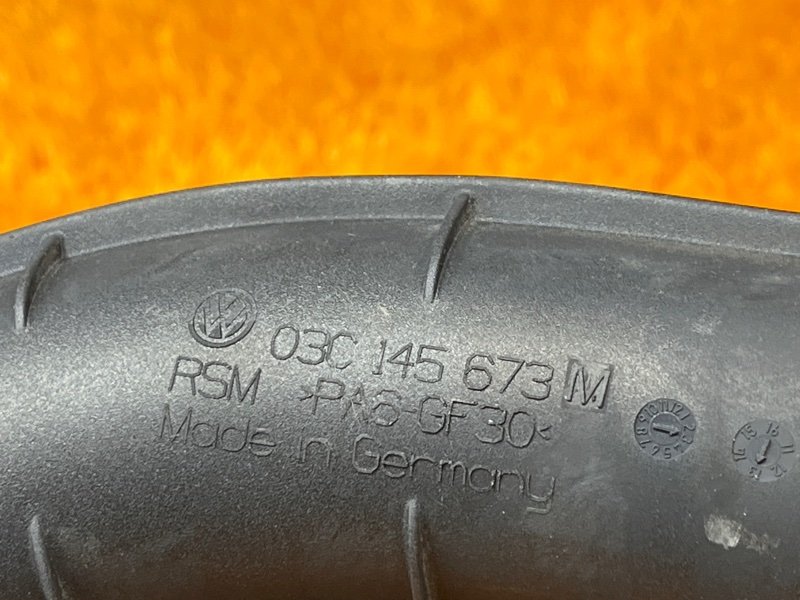 03C 145 673 M
RSM >PA6-GF30<
Made in Germany